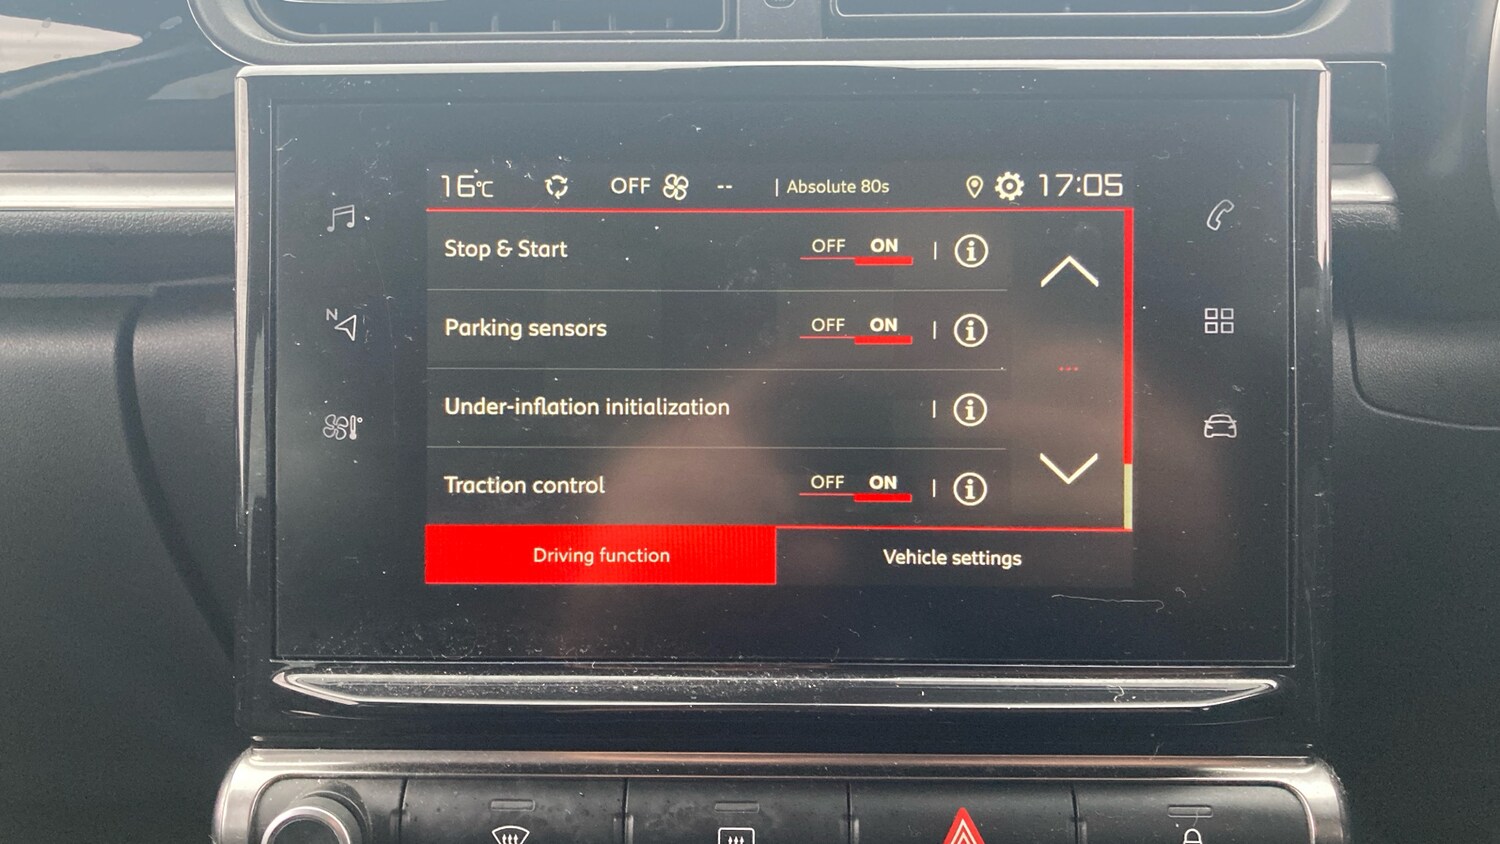 16°C OFF -- | Absolute 80s 17:05
Stop & Start OFF ON
Parking sensors OFF ON
N
Under-inflation initialization
Traction control OFF ON
Driving function Vehicle settings